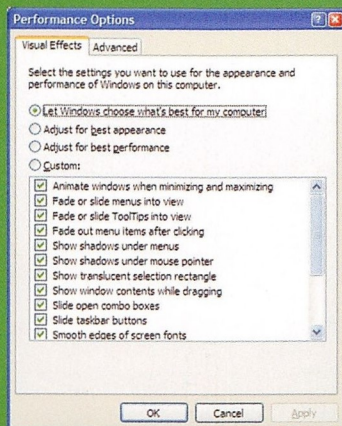 Performance Options
Visual Effects
Advanced
Select the settings you want to use for the appearance and
performance of Windows on this computer.
Let Windows choose what's best for my computer
Adjust for best appearance
Adjust for best performance
Custom:
Animate windows when minimizing and maximizing
Fade or slide menus into view
Fade or slide ToolTips into view
Fade out menu items after clicking
Show shadows under menus
Show shadows under mouse pointer
Show translucent selection rectangle
Show window contents while dragging
Slide open combo boxes
Slide taskbar buttons
Smooth edges of screen fonts
OK
Cancel
Apply